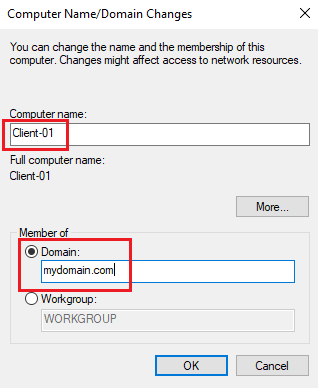 Computer Name/Domain Changes
You can change the name and the membership of this
computer. Changes might affect access to network resources.
Computer name:
Client-01
Full computer name:
Client-01
More...
Member of
Domain:
mydomain.com
Workgroup:
WORKGROUP
OK Cancel